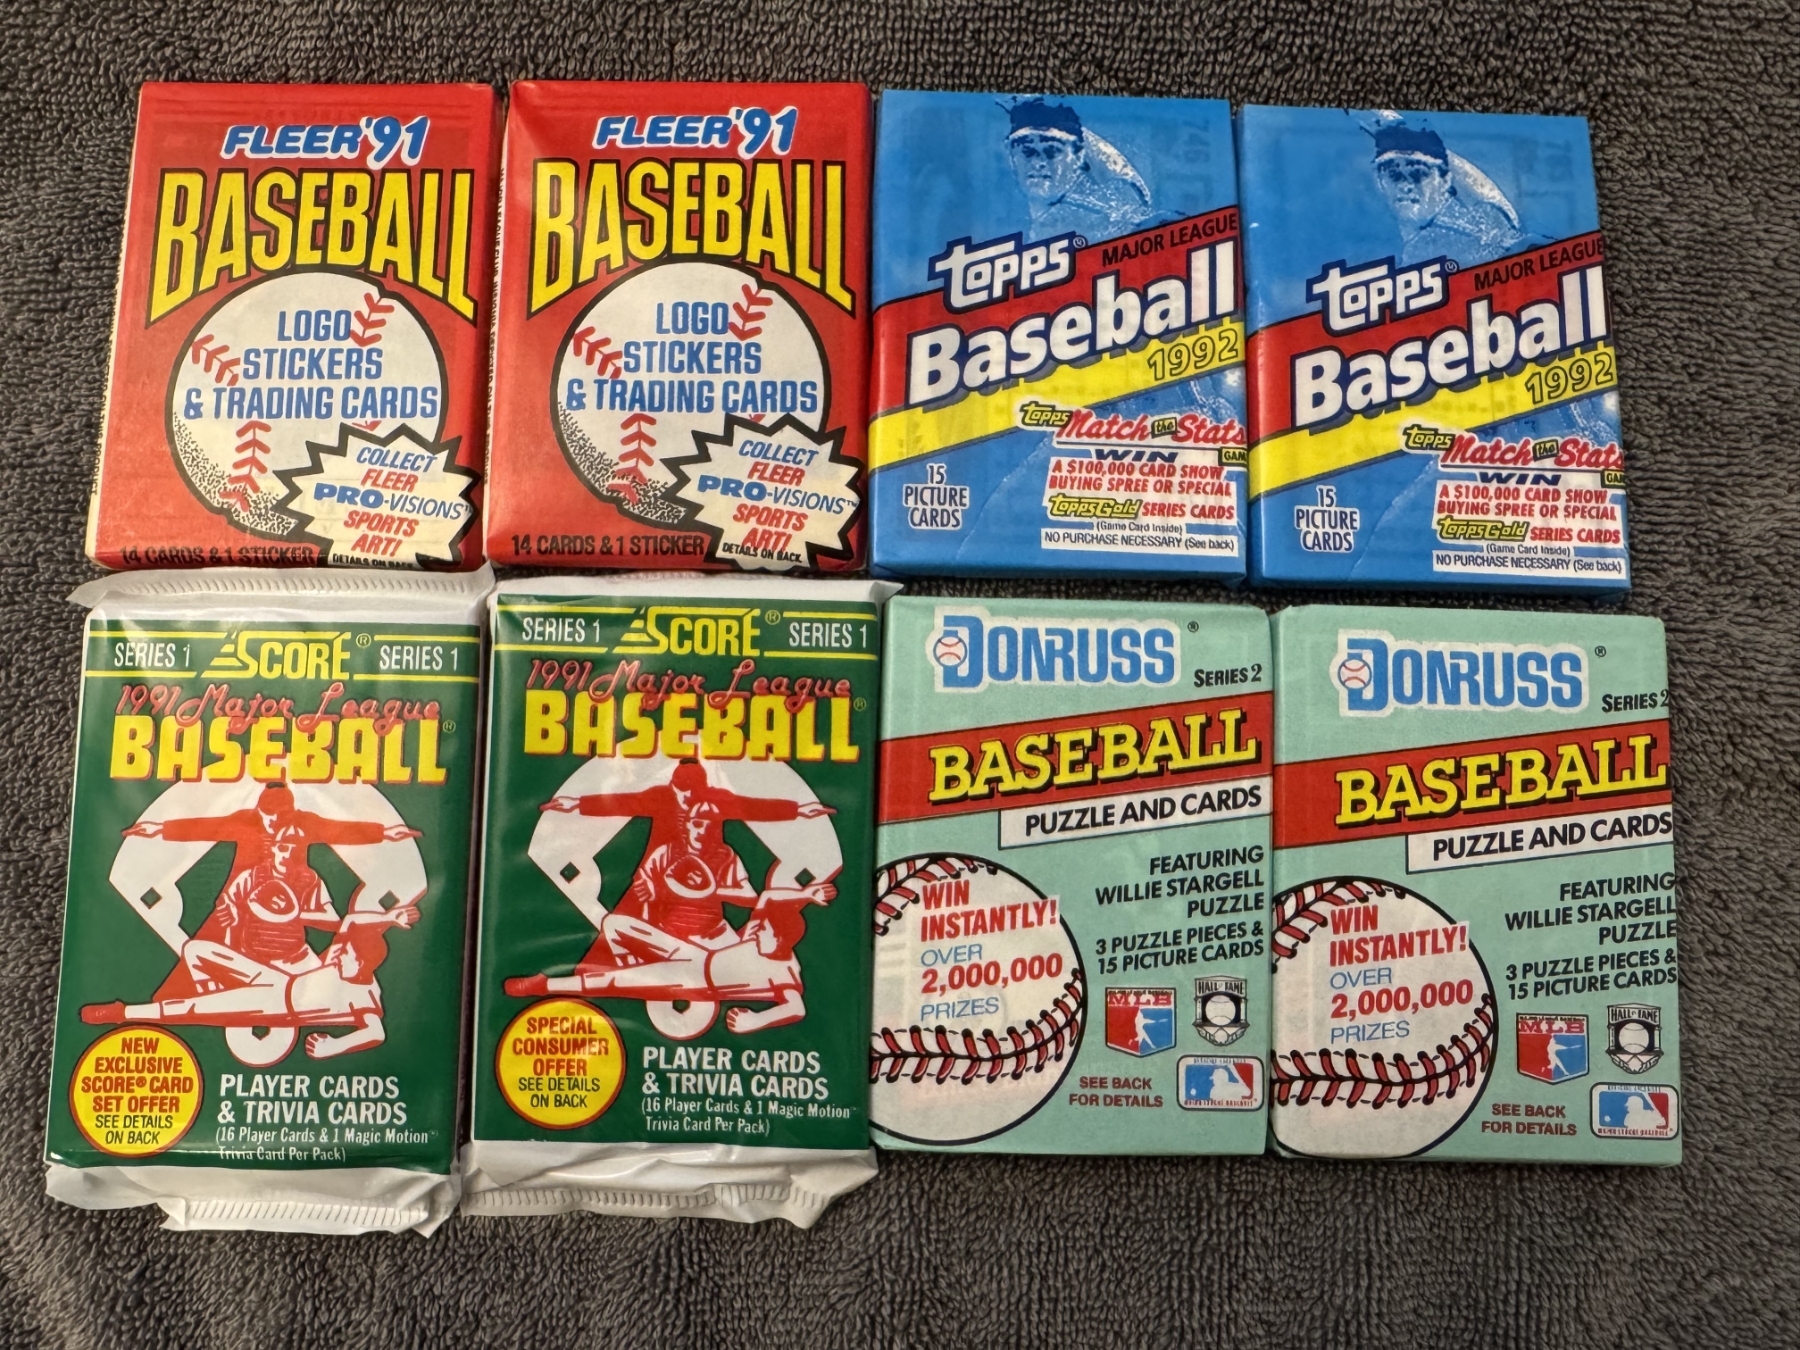 FLEER '91
BASEBALL
LOGO
STICKERS
& TRADING CARDS
COLLECT
FLEER
PRO-VISIONS™
SPORTS
ART!
DETAILS ON BACK
14 CARDS & 1 STICKER
FLEER '91
BASEBALL
LOGO
STICKERS
& TRADING CARDS
COLLECT
FLEER
PRO-VISIONS™
SPORTS
ART!
DETAILS ON BACK
14 CARDS & 1 STICKER
Topps®
MAJOR LEAGUE
Baseball
1992
Topps Match the Stats
GAM
WIN
A $100,000 CARD SHOW
BUYING SPREE OR SPECIAL
Topps Gold SERIES CARDS
(Game Card Inside)
NO PURCHASE NECESSARY (See back)
15
PICTURE
CARDS
Topps®
MAJOR LEAGUE
Baseball
1992
Topps Match the Stats
WIN
A $100,000 CARD SHOW
BUYING SPREE OR SPECIAL
Topps Gold SERIES CARDS
(Game Card Inside)
NO PURCHASE NECESSARY (See back)
15
PICTURE
CARDS
SERIES 1 SCORE® SERIES 1
1991 Major League
BASEBALL®
NEW
EXCLUSIVE
SCORE® CARD
SET OFFER
SEE DETAILS
ON BACK
PLAYER CARDS
& TRIVIA CARDS
(16 Player Cards & 1 Magic Motion™
Trivia Card Per Pack)
SERIES 1 SCORE® SERIES 1
1991 Major League
BASEBALL®
SPECIAL
CONSUMER
OFFER
SEE DETAILS
ON BACK
PLAYER CARDS
& TRIVIA CARDS
(16 Player Cards & 1 Magic Motion™
Trivia Card Per Pack)
DONRUSS®
SERIES 2
BASEBALL
PUZZLE AND CARDS
FEATURING
WILLIE STARGELL
PUZZLE
3 PUZZLE PIECES &
15 PICTURE CARDS
WIN
INSTANTLY!
OVER
2,000,000
PRIZES
MLB
HALL OF FAME
SEE BACK
FOR DETAILS
DONRUSS®
SERIES 2
BASEBALL
PUZZLE AND CARDS
FEATURING
WILLIE STARGELL
PUZZLE
3 PUZZLE PIECES &
15 PICTURE CARDS
WIN
INSTANTLY!
OVER
2,000,000
PRIZES
MLB
HALL OF FAME
SEE BACK
FOR DETAILS